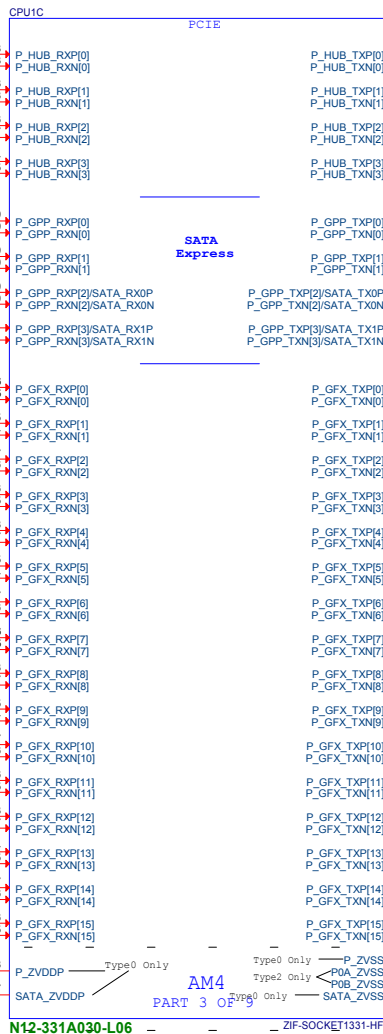 CPU1C
PCIE
P_HUB_RXP[0] P_HUB_TXP[0]
P_HUB_RXN[0] P_HUB_TXN[0]
P_HUB_RXP[1] P_HUB_TXP[1]
P_HUB_RXN[1] P_HUB_TXN[1]
P_HUB_RXP[2] P_HUB_TXP[2]
P_HUB_RXN[2] P_HUB_TXN[2]
P_HUB_RXP[3] P_HUB_TXP[3]
P_HUB_RXN[3] P_HUB_TXN[3]
P_GPP_RXP[0] P_GPP_TXP[0]
P_GPP_RXN[0] P_GPP_TXN[0]
SATA
Express
P_GPP_RXP[1] P_GPP_TXP[1]
P_GPP_RXN[1] P_GPP_TXN[1]
P_GPP_RXP[2]/SATA_RX0P P_GPP_TXP[2]/SATA_TX0P
P_GPP_RXN[2]/SATA_RX0N P_GPP_TXN[2]/SATA_TX0N
P_GPP_RXP[3]/SATA_RX1P P_GPP_TXP[3]/SATA_TX1P
P_GPP_RXN[3]/SATA_RX1N P_GPP_TXN[3]/SATA_TX1N
P_GFX_RXP[0] P_GFX_TXP[0]
P_GFX_RXN[0] P_GFX_TXN[0]
P_GFX_RXP[1] P_GFX_TXP[1]
P_GFX_RXN[1] P_GFX_TXN[1]
P_GFX_RXP[2] P_GFX_TXP[2]
P_GFX_RXN[2] P_GFX_TXN[2]
P_GFX_RXP[3] P_GFX_TXP[3]
P_GFX_RXN[3] P_GFX_TXN[3]
P_GFX_RXP[4] P_GFX_TXP[4]
P_GFX_RXN[4] P_GFX_TXN[4]
P_GFX_RXP[5] P_GFX_TXP[5]
P_GFX_RXN[5] P_GFX_TXN[5]
P_GFX_RXP[6] P_GFX_TXP[6]
P_GFX_RXN[6] P_GFX_TXN[6]
P_GFX_RXP[7] P_GFX_TXP[7]
P_GFX_RXN[7] P_GFX_TXN[7]
P_GFX_RXP[8] P_GFX_TXP[8]
P_GFX_RXN[8] P_GFX_TXN[8]
P_GFX_RXP[9] P_GFX_TXP[9]
P_GFX_RXN[9] P_GFX_TXN[9]
P_GFX_RXP[10] P_GFX_TXP[10]
P_GFX_RXN[10] P_GFX_TXN[10]
P_GFX_RXP[11] P_GFX_TXP[11]
P_GFX_RXN[11] P_GFX_TXN[11]
P_GFX_RXP[12] P_GFX_TXP[12]
P_GFX_RXN[12] P_GFX_TXN[12]
P_GFX_RXP[13] P_GFX_TXP[13]
P_GFX_RXN[13] P_GFX_TXN[13]
P_GFX_RXP[14] P_GFX_TXP[14]
P_GFX_RXN[14] P_GFX_TXN[14]
P_GFX_RXP[15] P_GFX_TXP[15]
P_GFX_RXN[15] P_GFX_TXN[15]
Type0 Only P_ZVSS
P_ZVDDP Type0 Only Type2 Only P0A_ZVSS
P0B_ZVSS
AM4
SATA_ZVDDP Type0 Only SATA_ZVSS
PART 3 OF 9
N12-331A030-L06 ZIF-SOCKET1331-HF